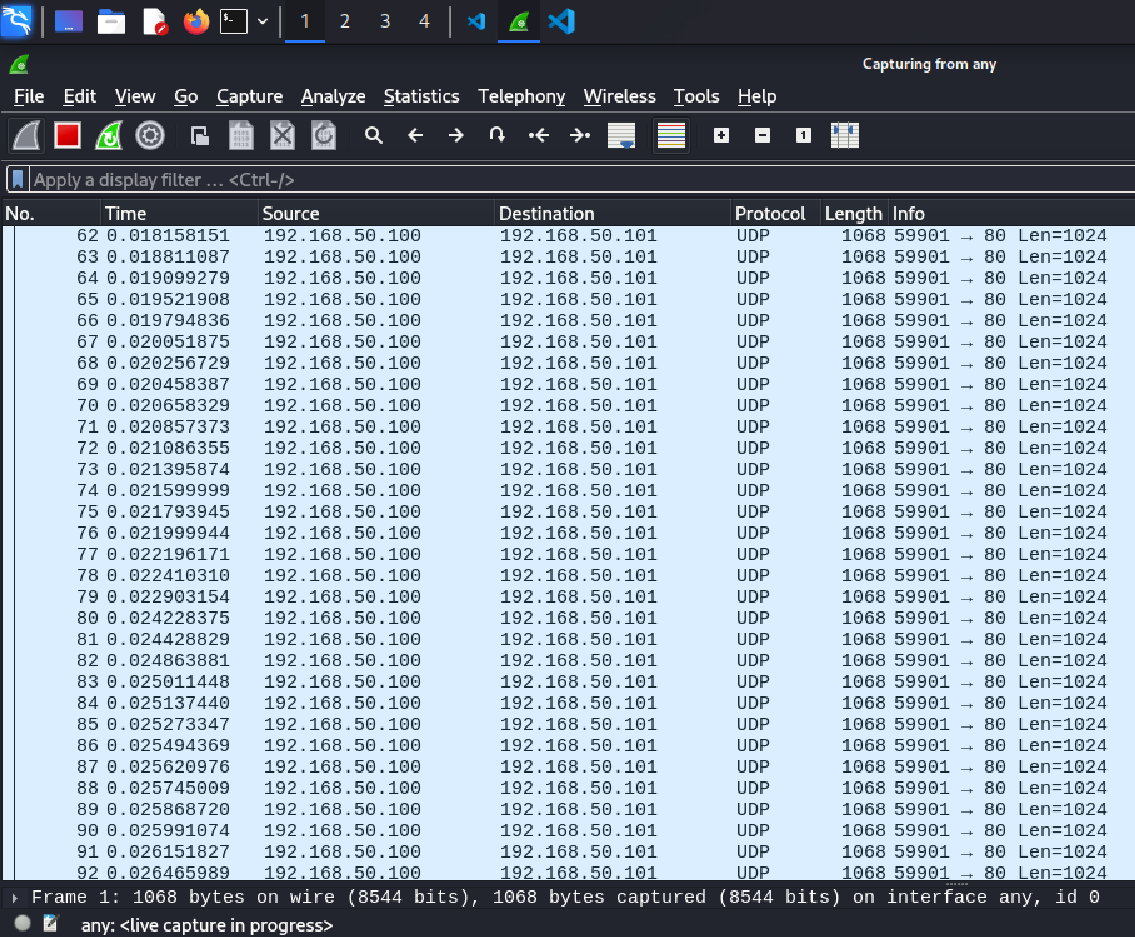 1 2 3 4
Capturing from any
File Edit View Go Capture Analyze Statistics Telephony Wireless Tools Help
Apply a display filter … <Ctrl-/>
No. Time Source Destination Protocol Length Info
62 0.018158151 192.168.50.100 192.168.50.101 UDP 1068 59901 → 80 Len=1024
63 0.018811087 192.168.50.100 192.168.50.101 UDP 1068 59901 → 80 Len=1024
64 0.019099279 192.168.50.100 192.168.50.101 UDP 1068 59901 → 80 Len=1024
65 0.019521908 192.168.50.100 192.168.50.101 UDP 1068 59901 → 80 Len=1024
66 0.019794836 192.168.50.100 192.168.50.101 UDP 1068 59901 → 80 Len=1024
67 0.020051875 192.168.50.100 192.168.50.101 UDP 1068 59901 → 80 Len=1024
68 0.020256729 192.168.50.100 192.168.50.101 UDP 1068 59901 → 80 Len=1024
69 0.020458387 192.168.50.100 192.168.50.101 UDP 1068 59901 → 80 Len=1024
70 0.020658329 192.168.50.100 192.168.50.101 UDP 1068 59901 → 80 Len=1024
71 0.020857373 192.168.50.100 192.168.50.101 UDP 1068 59901 → 80 Len=1024
72 0.021086355 192.168.50.100 192.168.50.101 UDP 1068 59901 → 80 Len=1024
73 0.021395874 192.168.50.100 192.168.50.101 UDP 1068 59901 → 80 Len=1024
74 0.021599999 192.168.50.100 192.168.50.101 UDP 1068 59901 → 80 Len=1024
75 0.021793945 192.168.50.100 192.168.50.101 UDP 1068 59901 → 80 Len=1024
76 0.021999944 192.168.50.100 192.168.50.101 UDP 1068 59901 → 80 Len=1024
77 0.022196171 192.168.50.100 192.168.50.101 UDP 1068 59901 → 80 Len=1024
78 0.022410310 192.168.50.100 192.168.50.101 UDP 1068 59901 → 80 Len=1024
79 0.022903154 192.168.50.100 192.168.50.101 UDP 1068 59901 → 80 Len=1024
80 0.024228375 192.168.50.100 192.168.50.101 UDP 1068 59901 → 80 Len=1024
81 0.024428829 192.168.50.100 192.168.50.101 UDP 1068 59901 → 80 Len=1024
82 0.024863881 192.168.50.100 192.168.50.101 UDP 1068 59901 → 80 Len=1024
83 0.025011448 192.168.50.100 192.168.50.101 UDP 1068 59901 → 80 Len=1024
84 0.025137440 192.168.50.100 192.168.50.101 UDP 1068 59901 → 80 Len=1024
85 0.025273347 192.168.50.100 192.168.50.101 UDP 1068 59901 → 80 Len=1024
86 0.025494369 192.168.50.100 192.168.50.101 UDP 1068 59901 → 80 Len=1024
87 0.025620976 192.168.50.100 192.168.50.101 UDP 1068 59901 → 80 Len=1024
88 0.025745009 192.168.50.100 192.168.50.101 UDP 1068 59901 → 80 Len=1024
89 0.025868720 192.168.50.100 192.168.50.101 UDP 1068 59901 → 80 Len=1024
90 0.025991074 192.168.50.100 192.168.50.101 UDP 1068 59901 → 80 Len=1024
91 0.026151827 192.168.50.100 192.168.50.101 UDP 1068 59901 → 80 Len=1024
92 0.026465989 192.168.50.100 192.168.50.101 UDP 1068 59901 → 80 Len=1024
Frame 1: 1068 bytes on wire (8544 bits), 1068 bytes captured (8544 bits) on interface any, id 0
any: <live capture in progress>